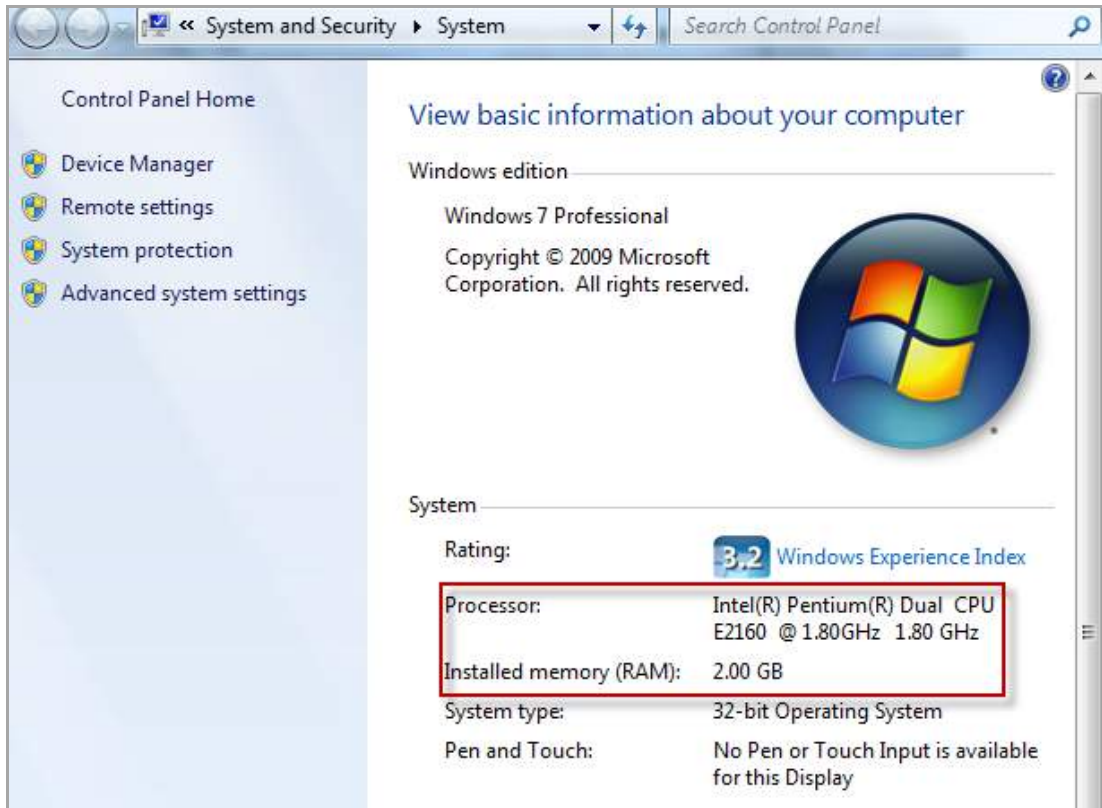 « System and Security ▸ System
Search Control Panel
Control Panel Home
Device Manager
Remote settings
System protection
Advanced system settings
View basic information about your computer
Windows edition
Windows 7 Professional
Copyright © 2009 Microsoft
Corporation. All rights reserved.
System
Rating:
3.2 Windows Experience Index
Processor: Intel(R) Pentium(R) Dual CPU
E2160 @ 1.80GHz 1.80 GHz
Installed memory (RAM): 2.00 GB
System type: 32-bit Operating System
Pen and Touch: No Pen or Touch Input is available
for this Display